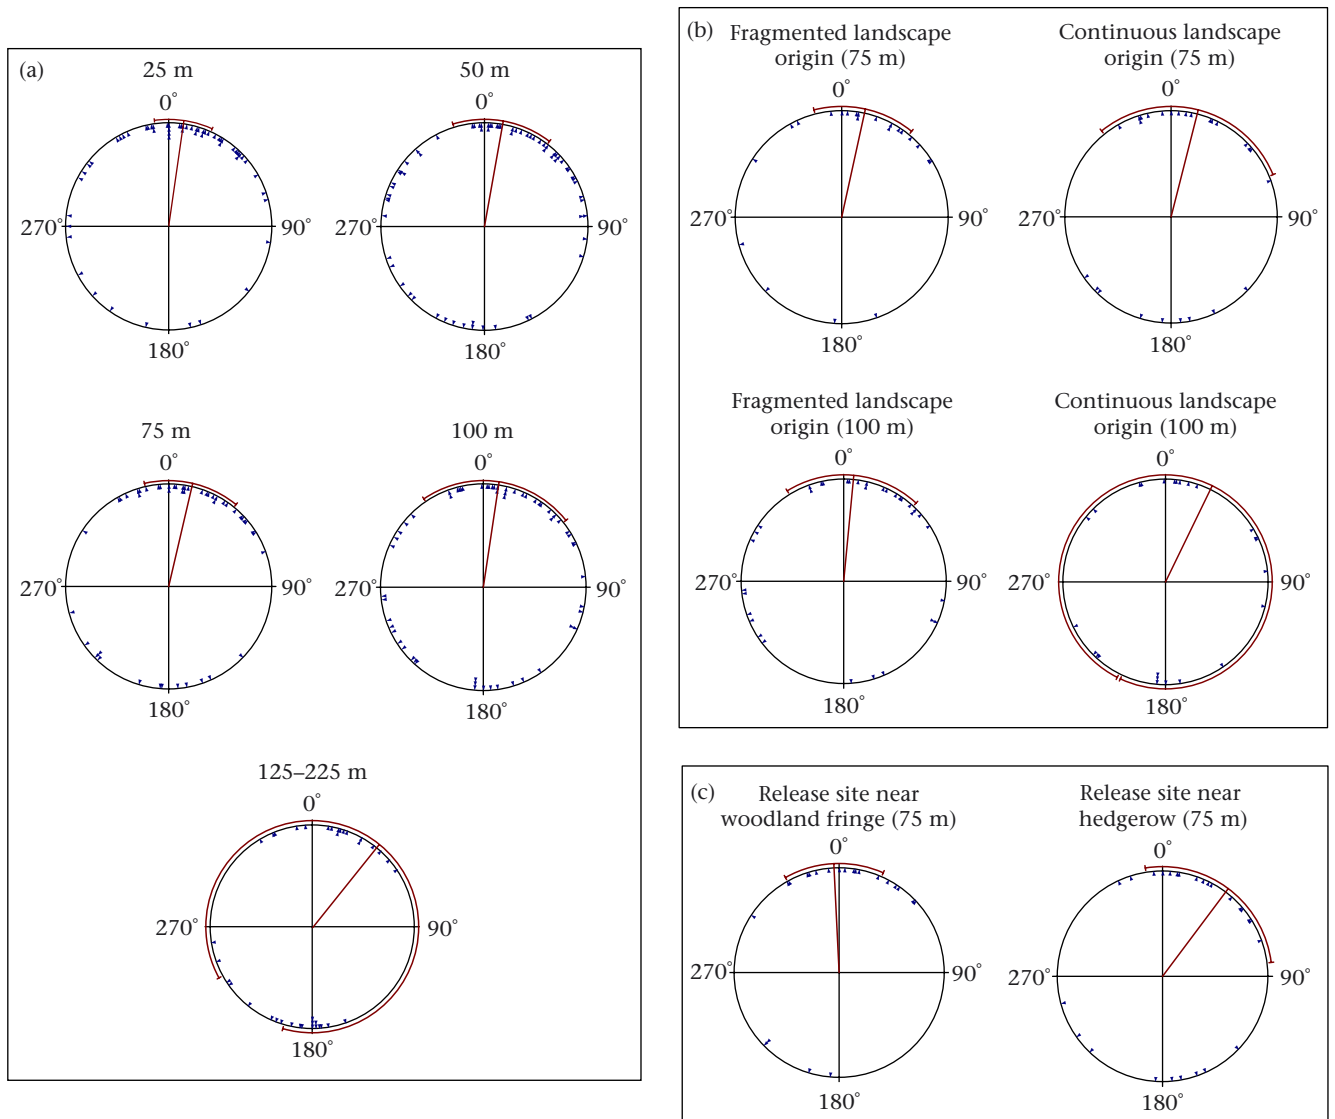 (a)
25 m
0°
270°
90°
180°
50 m
0°
270°
90°
180°
75 m
0°
270°
90°
180°
100 m
0°
270°
90°
180°
125–225 m
0°
270°
90°
180°
(b)
Fragmented landscape
origin (75 m)
0°
270°
90°
180°
Continuous landscape
origin (75 m)
0°
270°
90°
180°
Fragmented landscape
origin (100 m)
0°
270°
90°
180°
Continuous landscape
origin (100 m)
0°
270°
90°
180°
(c)
Release site near
woodland fringe (75 m)
0°
270°
90°
180°
Release site near
hedgerow (75 m)
0°
270°
90°
180°